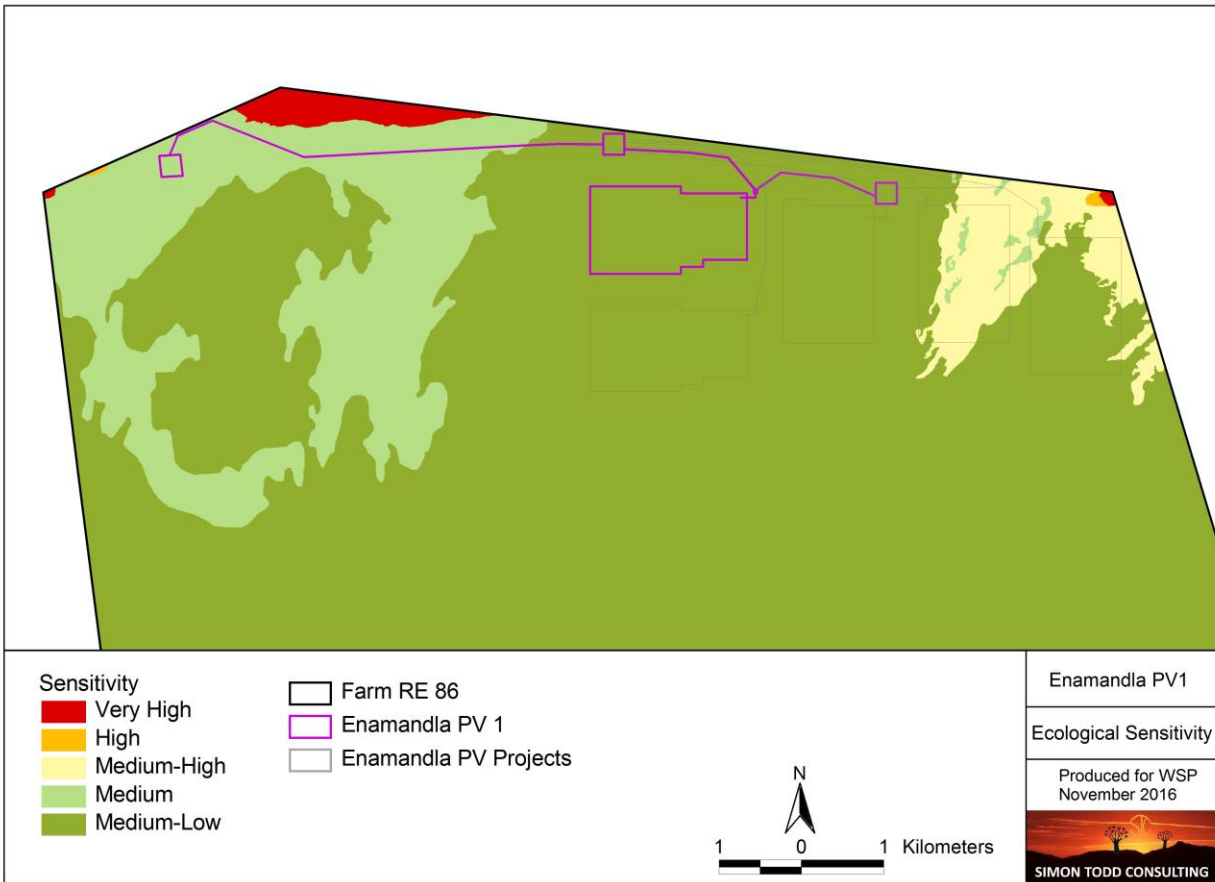 Sensitivity
Very High
High
Medium-High
Medium
Medium-Low
Farm RE 86
Enamandla PV 1
Enamandla PV Projects
N
1 0 1 Kilometers
Enamandla PV1
Ecological Sensitivity
Produced for WSP
November 2016
SIMON TODD CONSULTING